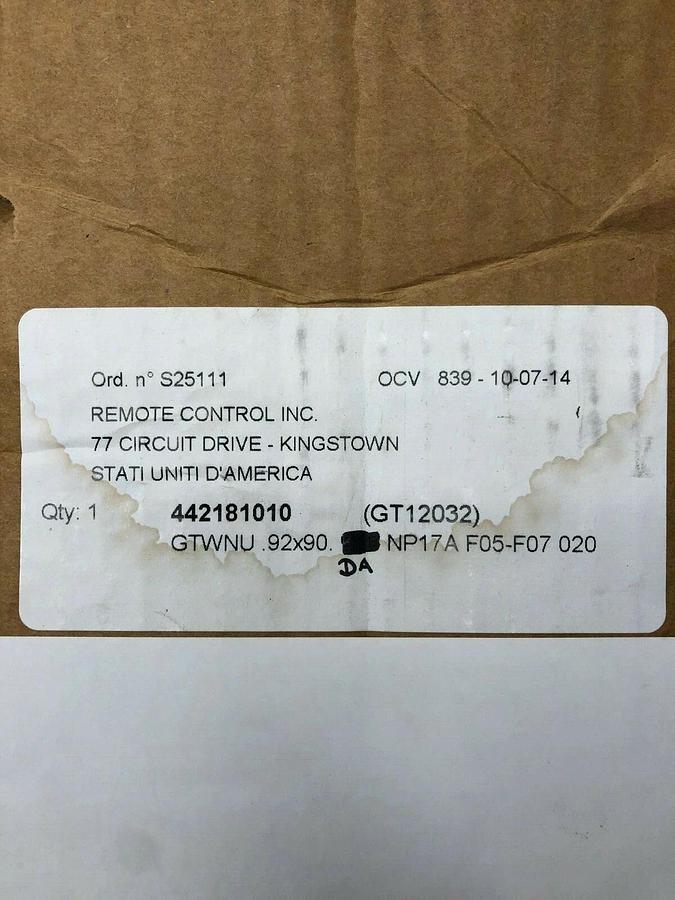 Ord. n° S25111 OCV 839 - 10-07-14
REMOTE CONTROL INC.
77 CIRCUIT DRIVE - KINGSTOWN
STATI UNITI D'AMERICA
Qty: 1 442181010 (GT12032)
GTWNU .92x90. NP17A F05-F07 020
DA